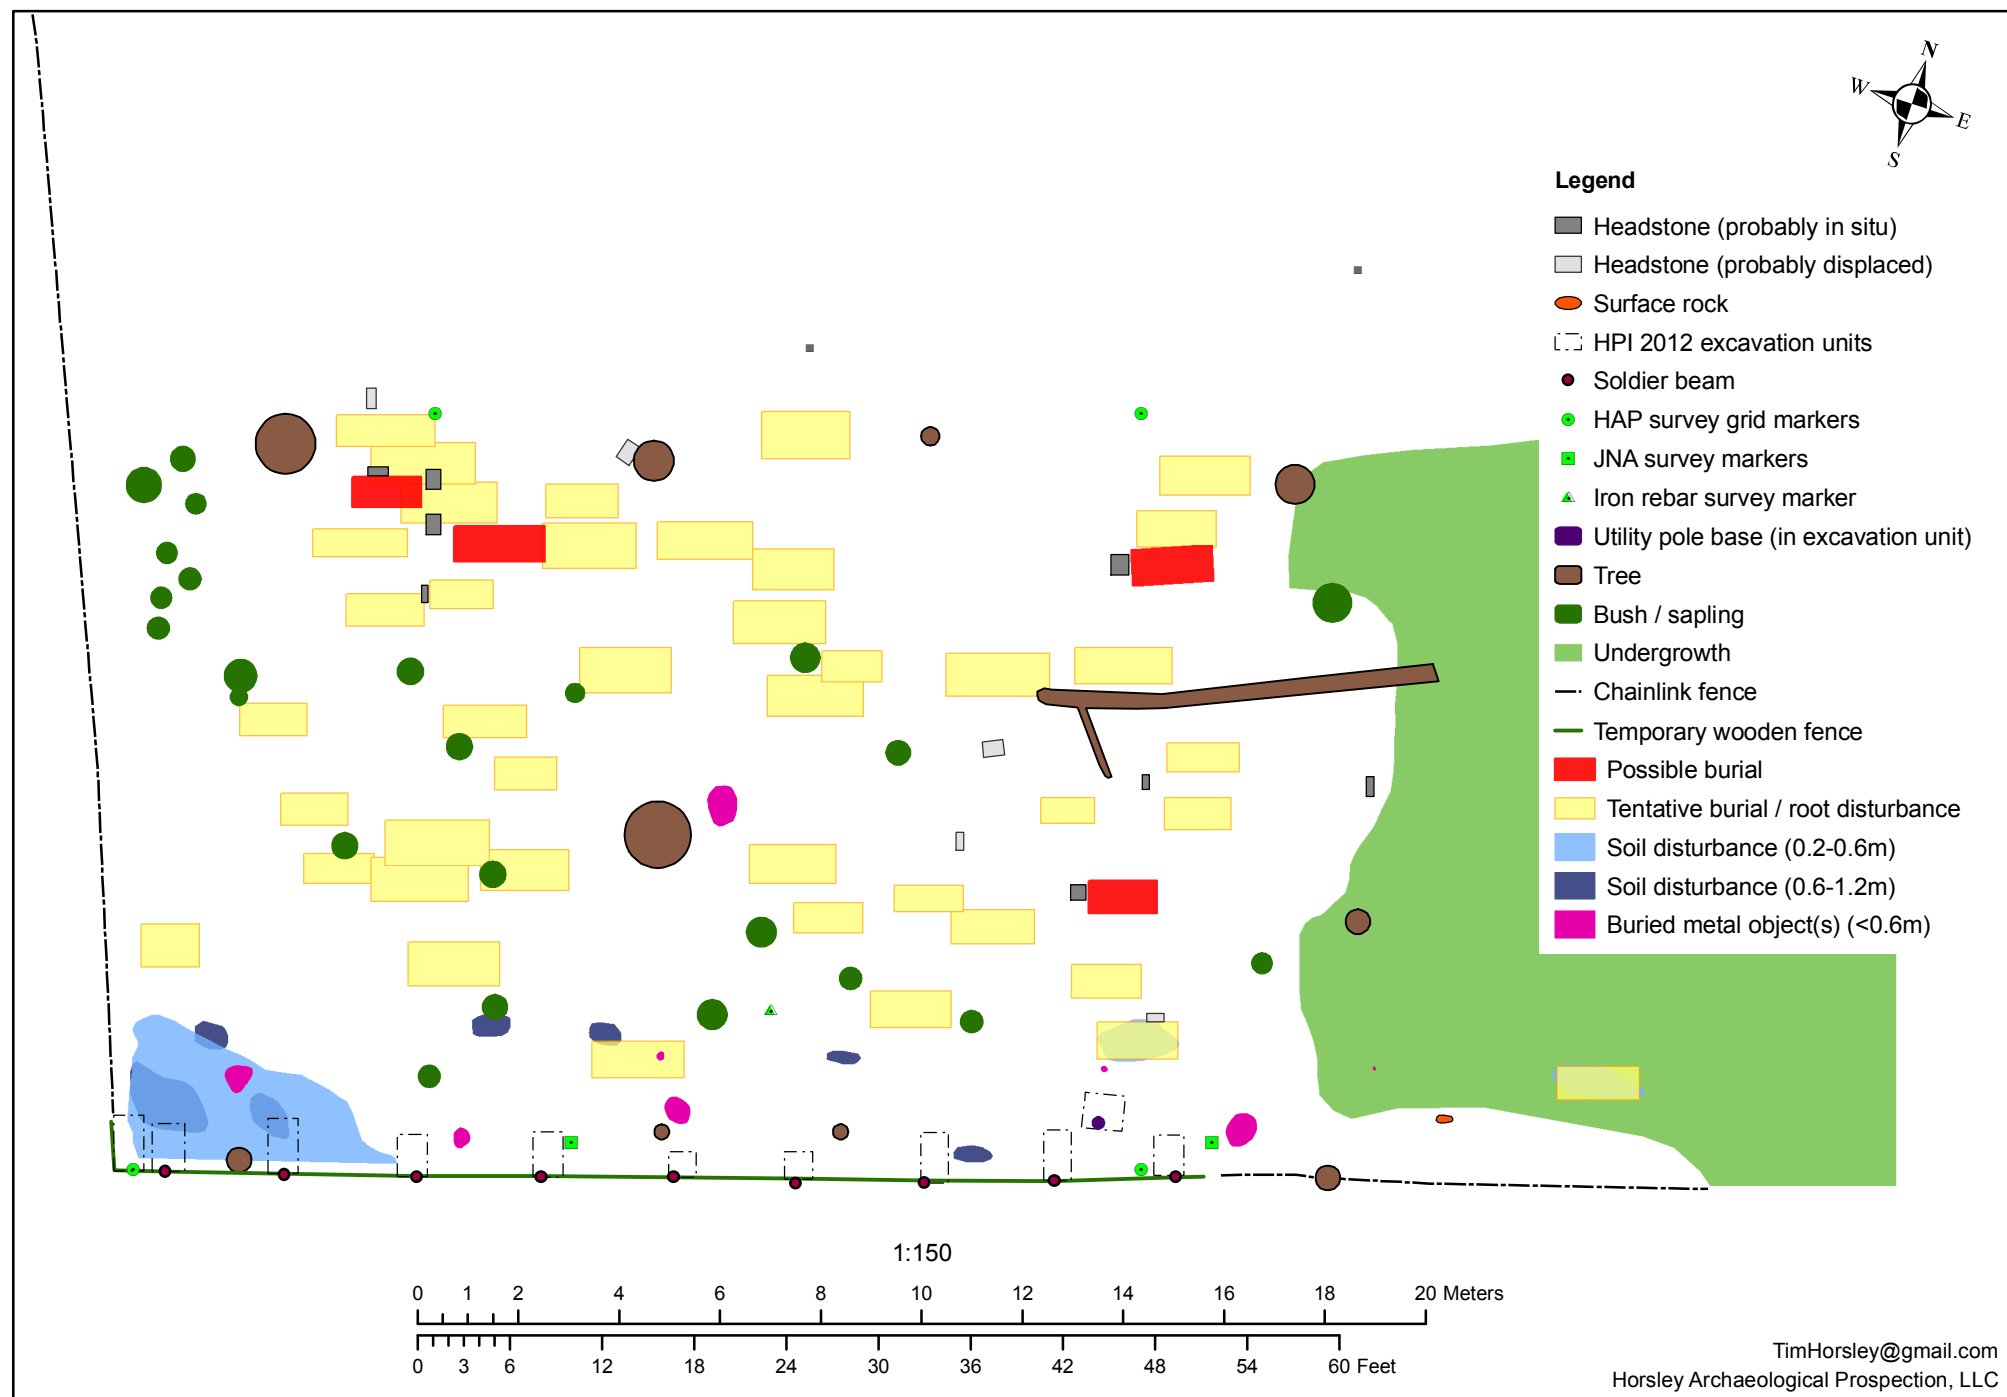 N
W
E
S
Legend
Headstone (probably in situ)
Headstone (probably displaced)
Surface rock
HPI 2012 excavation units
Soldier beam
HAP survey grid markers
JNA survey markers
Iron rebar survey marker
Utility pole base (in excavation unit)
Tree
Bush / sapling
Undergrowth
Chainlink fence
Temporary wooden fence
Possible burial
Tentative burial / root disturbance
Soil disturbance (0.2-0.6m)
Soil disturbance (0.6-1.2m)
Buried metal object(s) (<0.6m)
1:150
0 1 2 4 6 8 10 12 14 16 18 20 Meters
0 3 6 12 18 24 30 36 42 48 54 60 Feet
TimHorsley@gmail.com
Horsley Archaeological Prospection, LLC